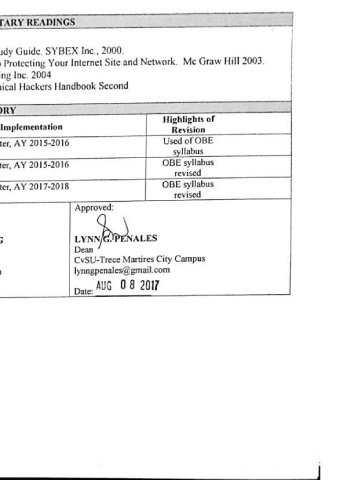 TARY READINGS
udy Guide. SYBEX Inc., 2000.
Protecting Your Internet Site and Network. Mc Graw Hill 2003.
ng Inc. 2004
nical Hackers Handbook Second
ORY
Implementation
Highlights of
Revision
ter, AY 2015-2016
Used of OBE
syllabus
ter, AY 2015-2016
OBE syllabus
revised
ter, AY 2017-2018
OBE syllabus
revised
Approved:
LYNN G. PENALES
Dean
CvSU-Trece Martires City Campus
lynngpenales@gmail.com
Date: AUG 08 2017